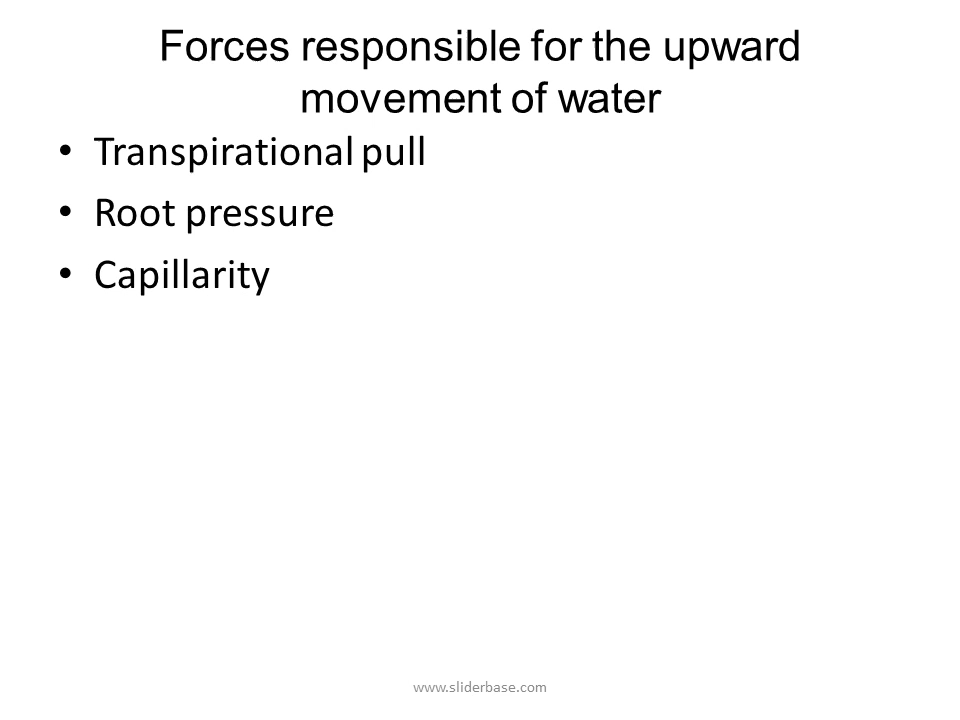 Forces responsible for the upward
movement of water
• Transpirational pull
• Root pressure
• Capillarity
www.sliderbase.com